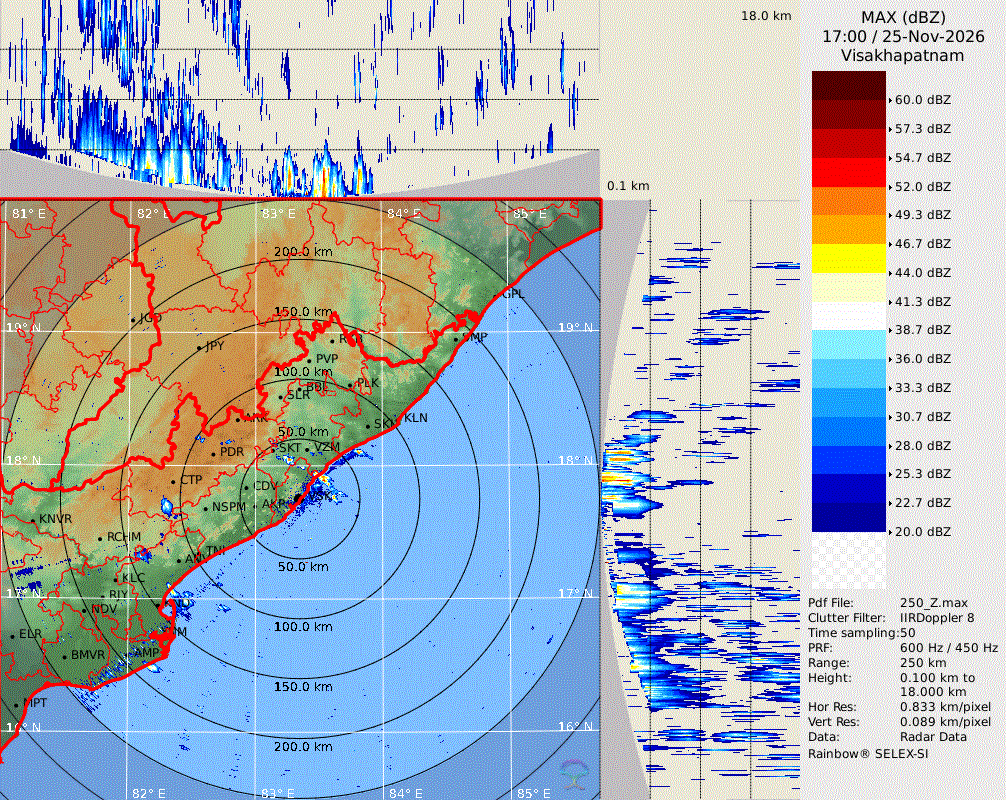 18.0 km
0.1 km
MAX (dBZ)
17:00 / 25-Nov-2026
Visakhapatnam
60.0 dBZ
57.3 dBZ
54.7 dBZ
52.0 dBZ
49.3 dBZ
46.7 dBZ
44.0 dBZ
41.3 dBZ
38.7 dBZ
36.0 dBZ
33.3 dBZ
30.7 dBZ
28.0 dBZ
25.3 dBZ
22.7 dBZ
20.0 dBZ
Pdf File: 250_Z.max
Clutter Filter: IIRDoppler 8
Time sampling:50
PRF: 600 Hz / 450 Hz
Range: 250 km
Height: 0.100 km to
18.000 km
Hor Res: 0.833 km/pixel
Vert Res: 0.089 km/pixel
Data: Radar Data
Rainbow® SELEX-SI
81° E 82° E 83° E 84° E 85° E
200.0 km
GPL
150.0 km
19° N 19° N
JPY
PVP
100.0 km
PLK
SLR
KLN
50.0 km
SKT VZM
PDR
18° N 18° N
CTP
CDV
NSPM
KNVR
RCHM
TNI
50.0 km
KLC
RJY
17° N 17° N
NDV
100.0 km
ELR
BMVR
AMP
150.0 km
MPT
16° N 16° N
200.0 km
82° E 83° E 84° E 85° E